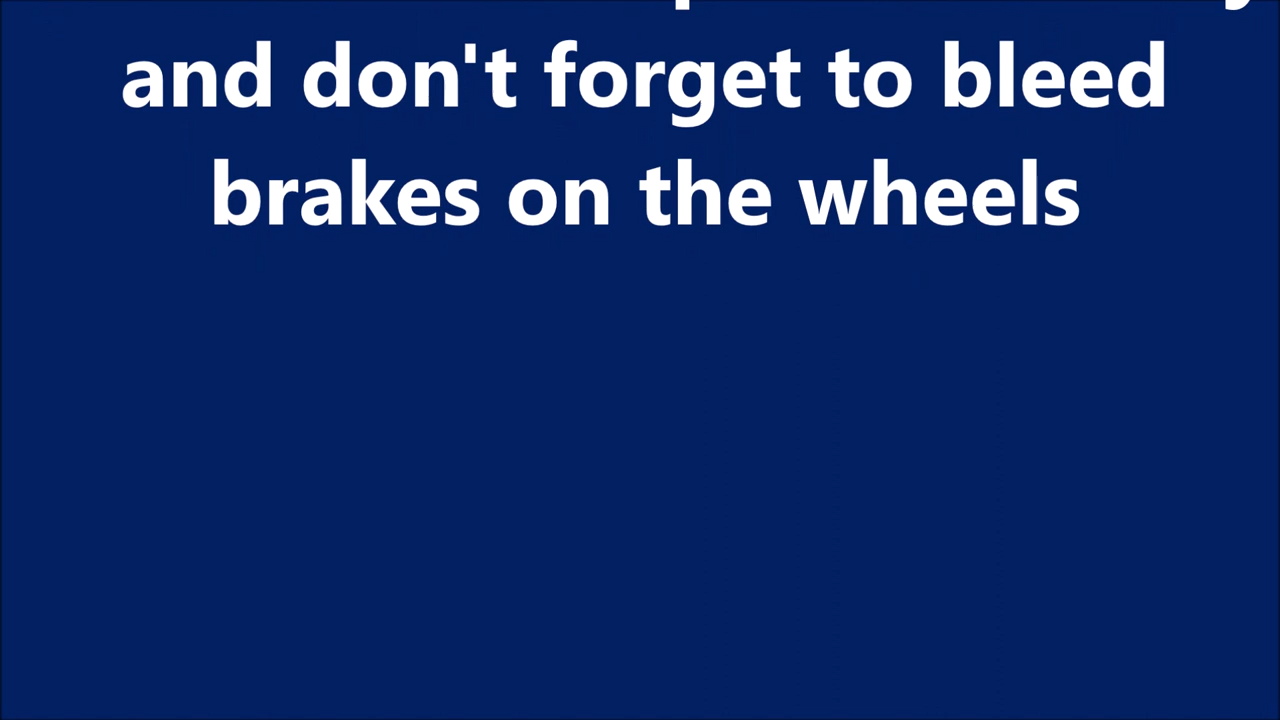 and don't forget to bleed
brakes on the wheels